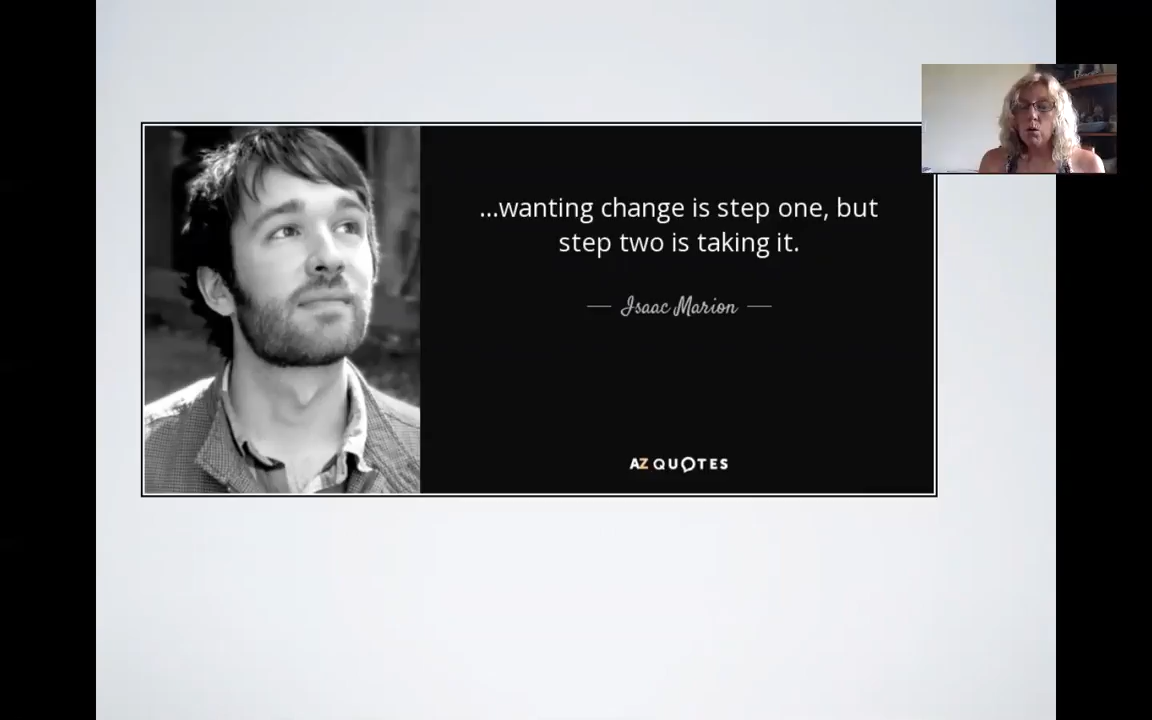 ...wanting change is step one, but
step two is taking it.
Isaac Marion
AZ QUOTES